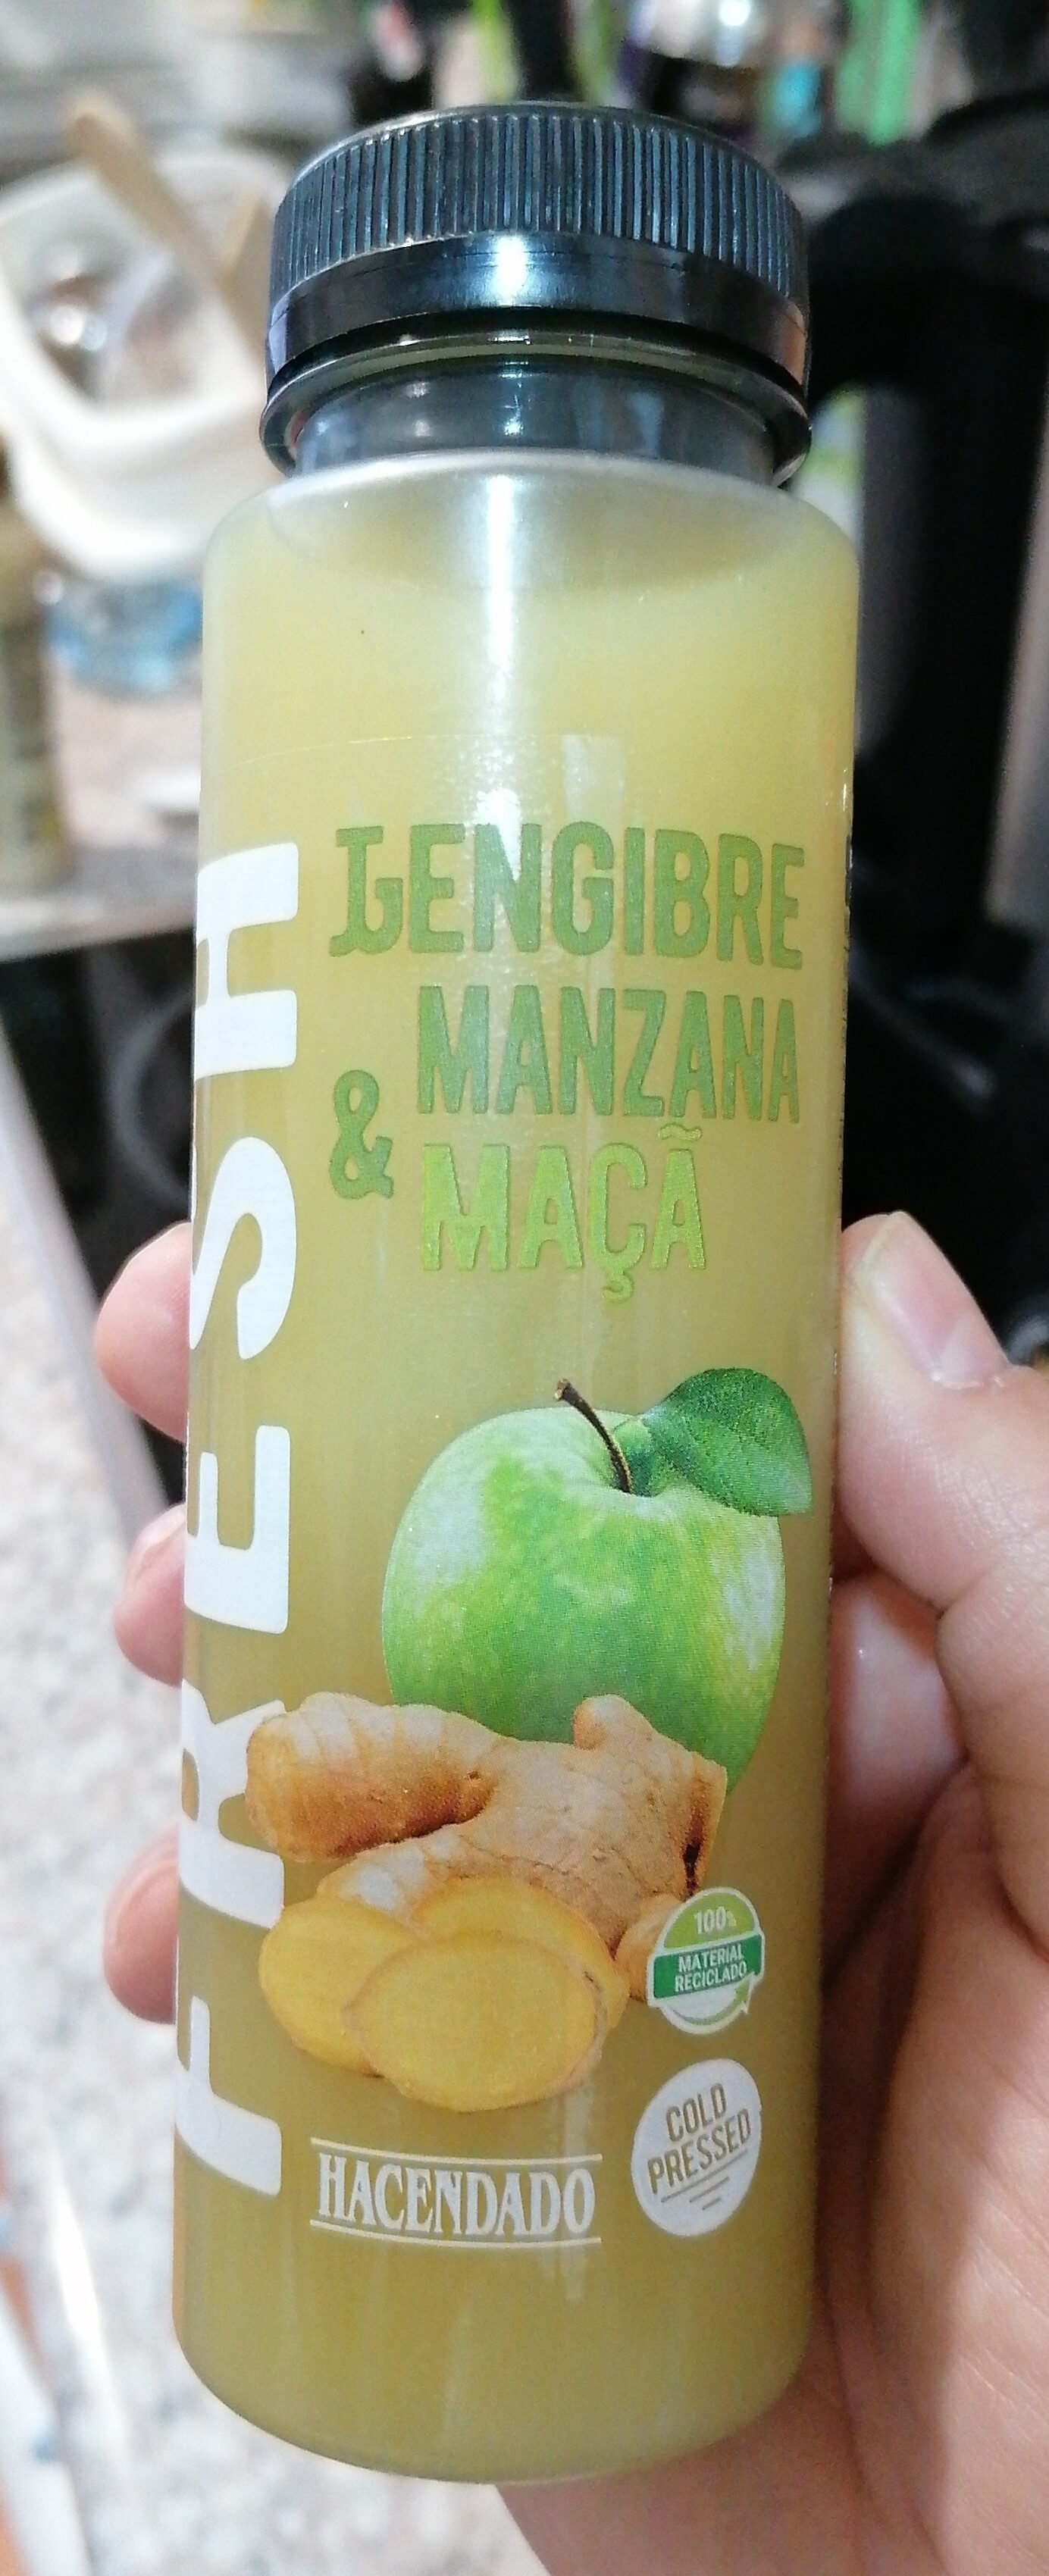 FRESH
JENGIBRE
MANZANA
&
MAÇÃ
100%
MATERIAL
RECICLADO
COLD
PRESSED
HACENDADO